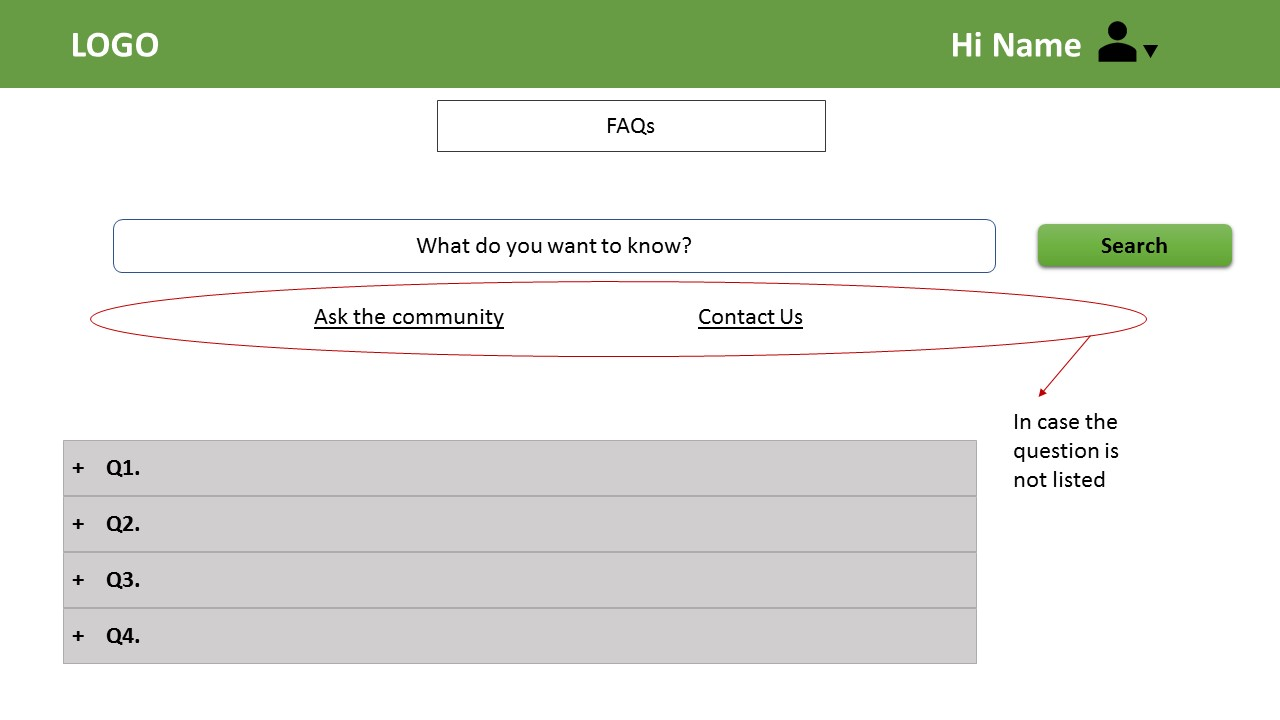 LOGO
Hi Name
FAQs
What do you want to know?
Search
Ask the community
Contact Us
In case the
question is
not listed
+ Q1.
+ Q2.
+ Q3.
+ Q4.